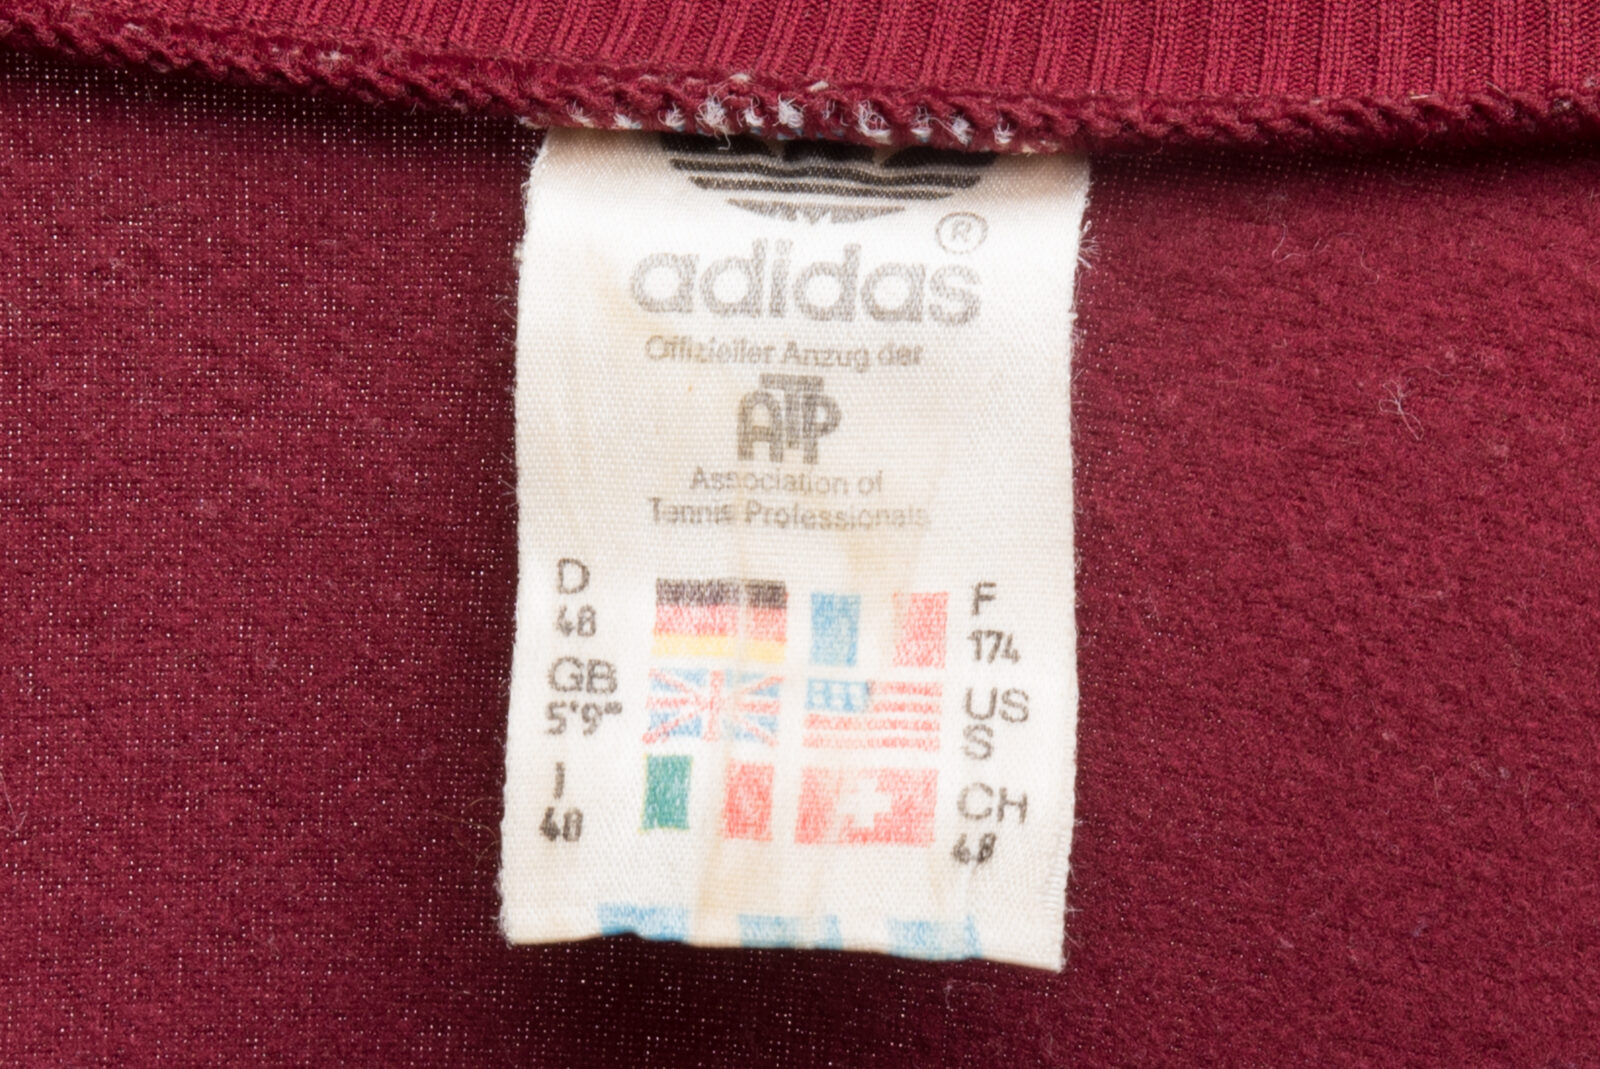 ®
adidas
Offizieller Anzug der
ATP
Association of
Tennis Professionals
D
48
GB
5'9"
I
48
F
174
US
S
CH
48